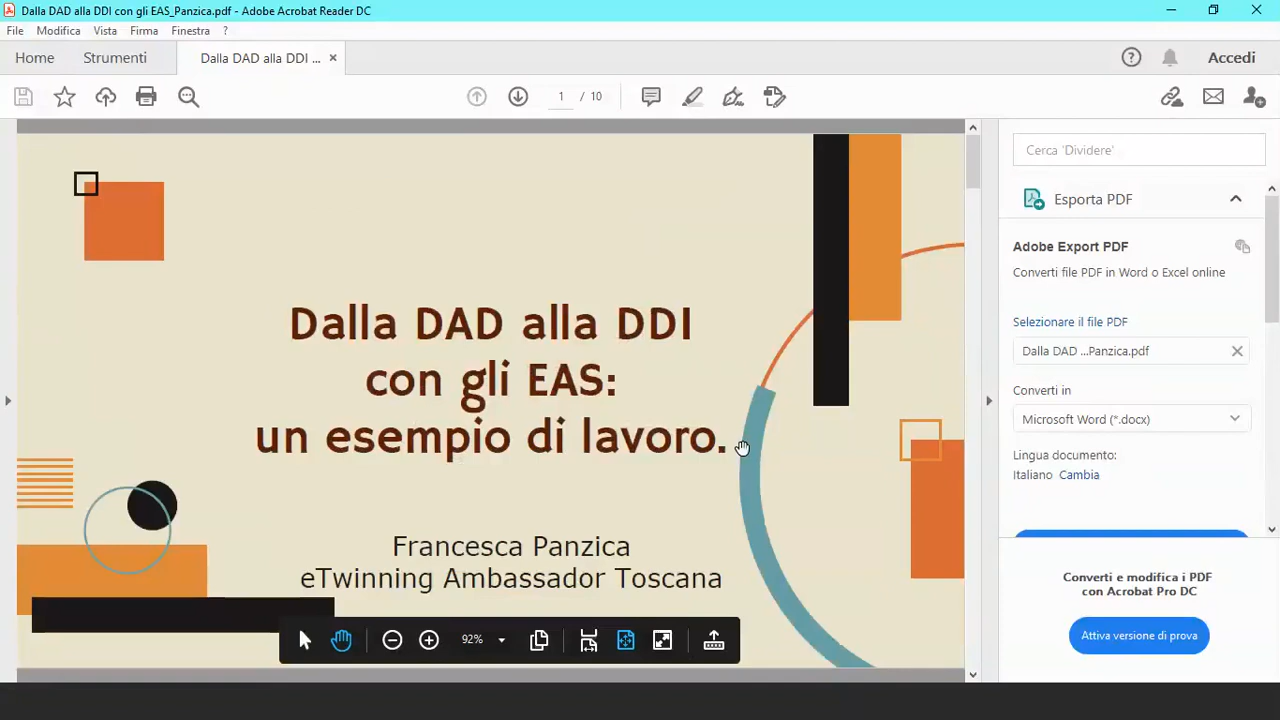 Dalla DAD alla DDI con gli EAS_Panzica.pdf - Adobe Acrobat Reader DC
File Modifica Vista Firma Finestra ?
Home Strumenti Dalla DAD alla DDI ... × Accedi
1 / 10
Cerca 'Dividere'
Esporta PDF
Adobe Export PDF
Converti file PDF in Word o Excel online
Selezionare il file PDF
Dalla DAD ...Panzica.pdf
Converti in
Microsoft Word (*.docx)
Lingua documento:
Italiano Cambia
Converti e modifica i PDF
con Acrobat Pro DC
Attiva versione di prova
Dalla DAD alla DDI
con gli EAS:
un esempio di lavoro.
Francesca Panzica
eTwinning Ambassador Toscana
92%